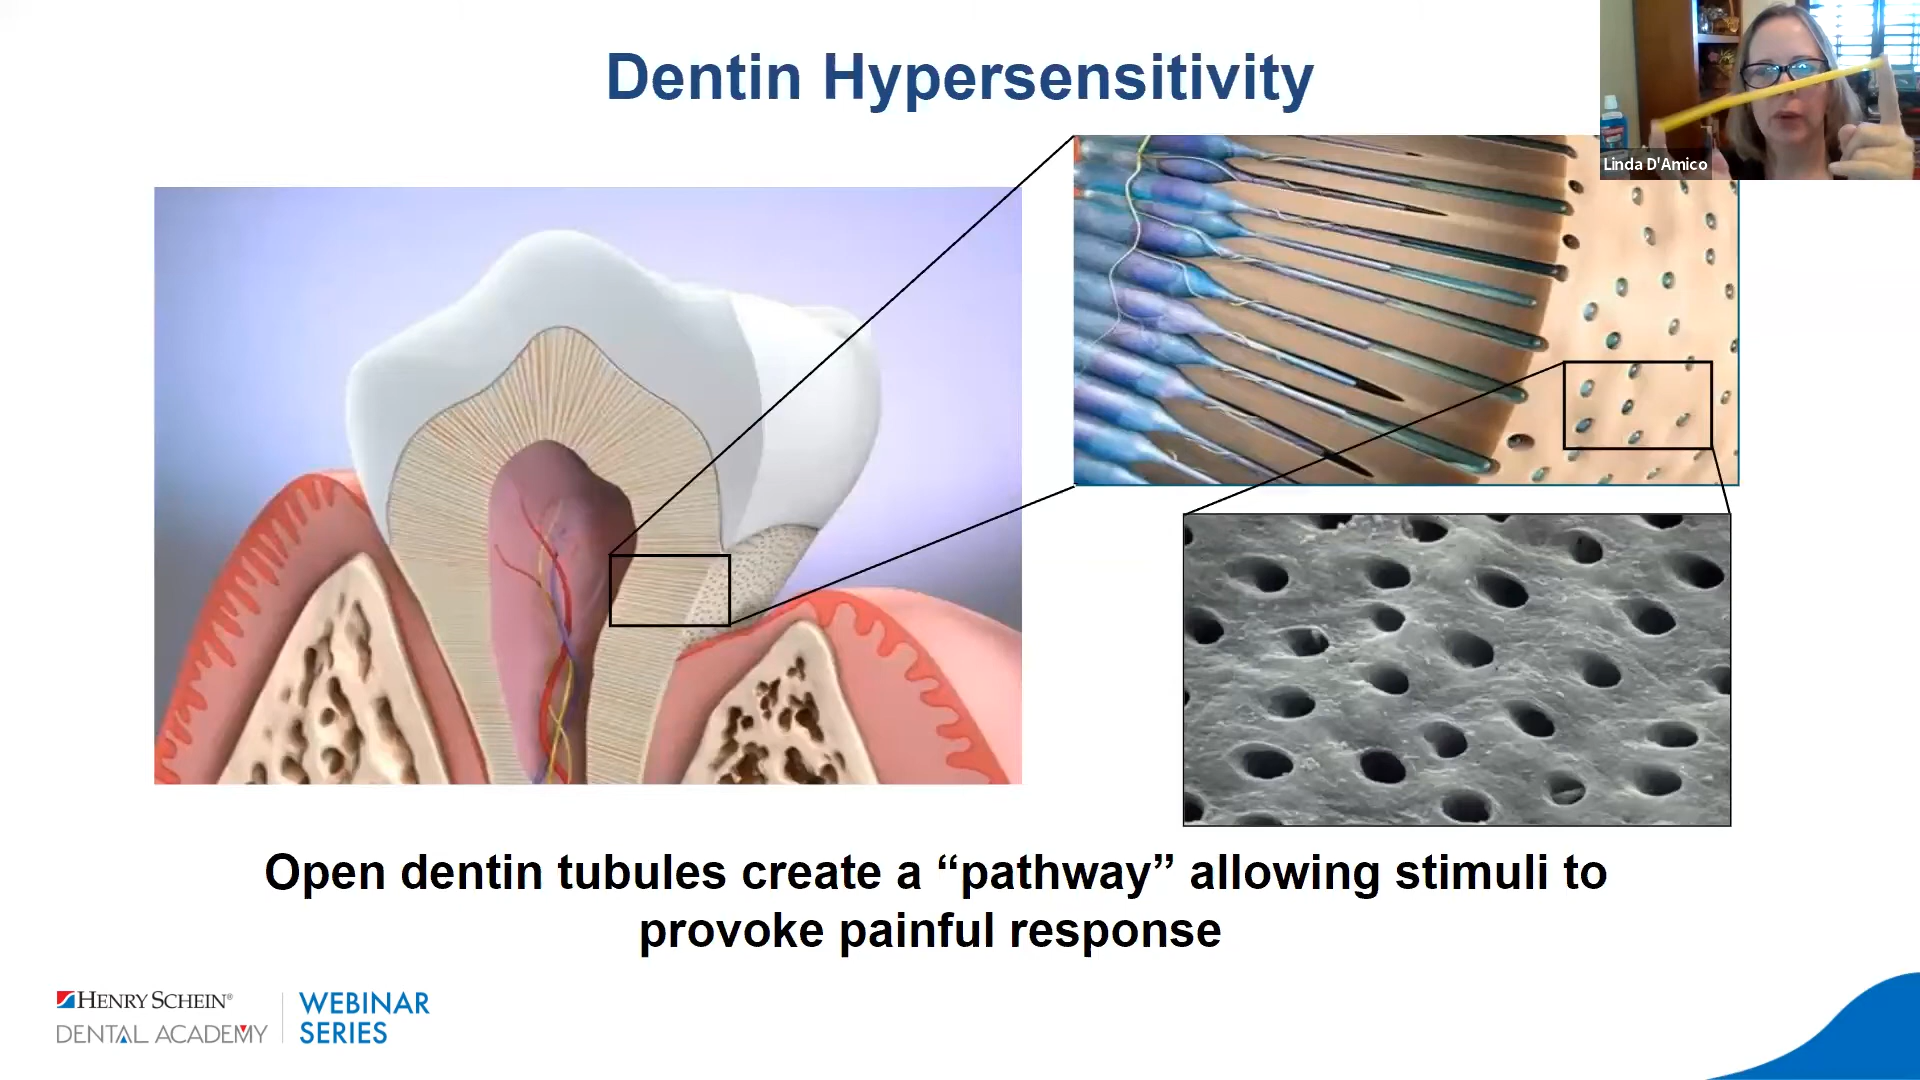 Dentin Hypersensitivity
Linda D'Amico
Open dentin tubules create a “pathway” allowing stimuli to
provoke painful response
HENRY SCHEIN®
DENTAL ACADEMY
WEBINAR
SERIES